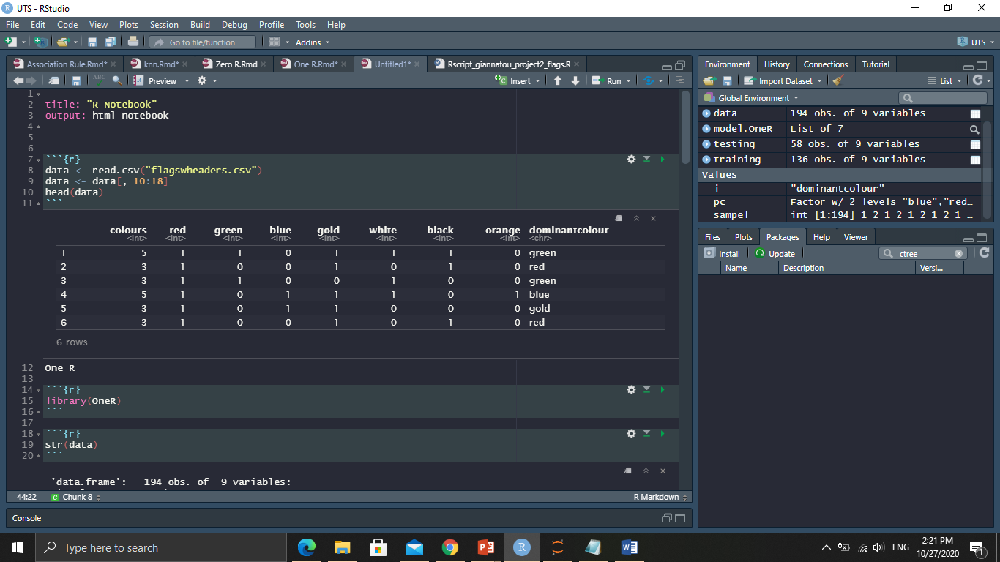 UTS - RStudio
File Edit Code View Plots Session Build Debug Profile Tools Help
Go to file/function Addins UTS
Association Rule.Rmd* knn.Rmd* Zero R.Rmd One R.Rmd* Untitled1* Rscript_giannatou_project2_flags.R
ABC Preview Insert Run
1 ---
2 title: "R Notebook"
3 output: html_notebook
4 ---
5
6
7 ```{r}
8 data <- read.csv("flagswheaders.csv")
9 data <- data[, 10:18]
10 head(data)
11 ```
colours red green blue gold white black orange dominantcolour
<int> <int> <int> <int> <int> <int> <int> <int> <chr>
1 5 1 1 0 1 1 1 0 green
2 3 1 0 0 1 0 1 0 red
3 3 1 1 0 0 1 0 0 green
4 5 1 0 1 1 1 0 1 blue
5 3 1 0 1 1 0 0 0 gold
6 3 1 0 0 1 0 1 0 red
6 rows
12 One R
13
14 ```{r}
15 library(OneR)
16 ```
17
18 ```{r}
19 str(data)
20 ```
'data.frame': 194 obs. of 9 variables:
44:22 C Chunk 8 R Markdown
Console
Environment History Connections Tutorial
Import Dataset List
Global Environment
data 194 obs. of 9 variables
model.OneR List of 7
testing 58 obs. of 9 variables
training 136 obs. of 9 variables
Values
i "dominantcolour"
pc Factor w/ 2 levels "blue","red…
sampel int [1:194] 1 2 1 2 1 2 1 2 1 …
Files Plots Packages Help Viewer
Install Update ctree
Name Description Versi...
Type here to search
ENG
2:21 PM
10/27/2020
1